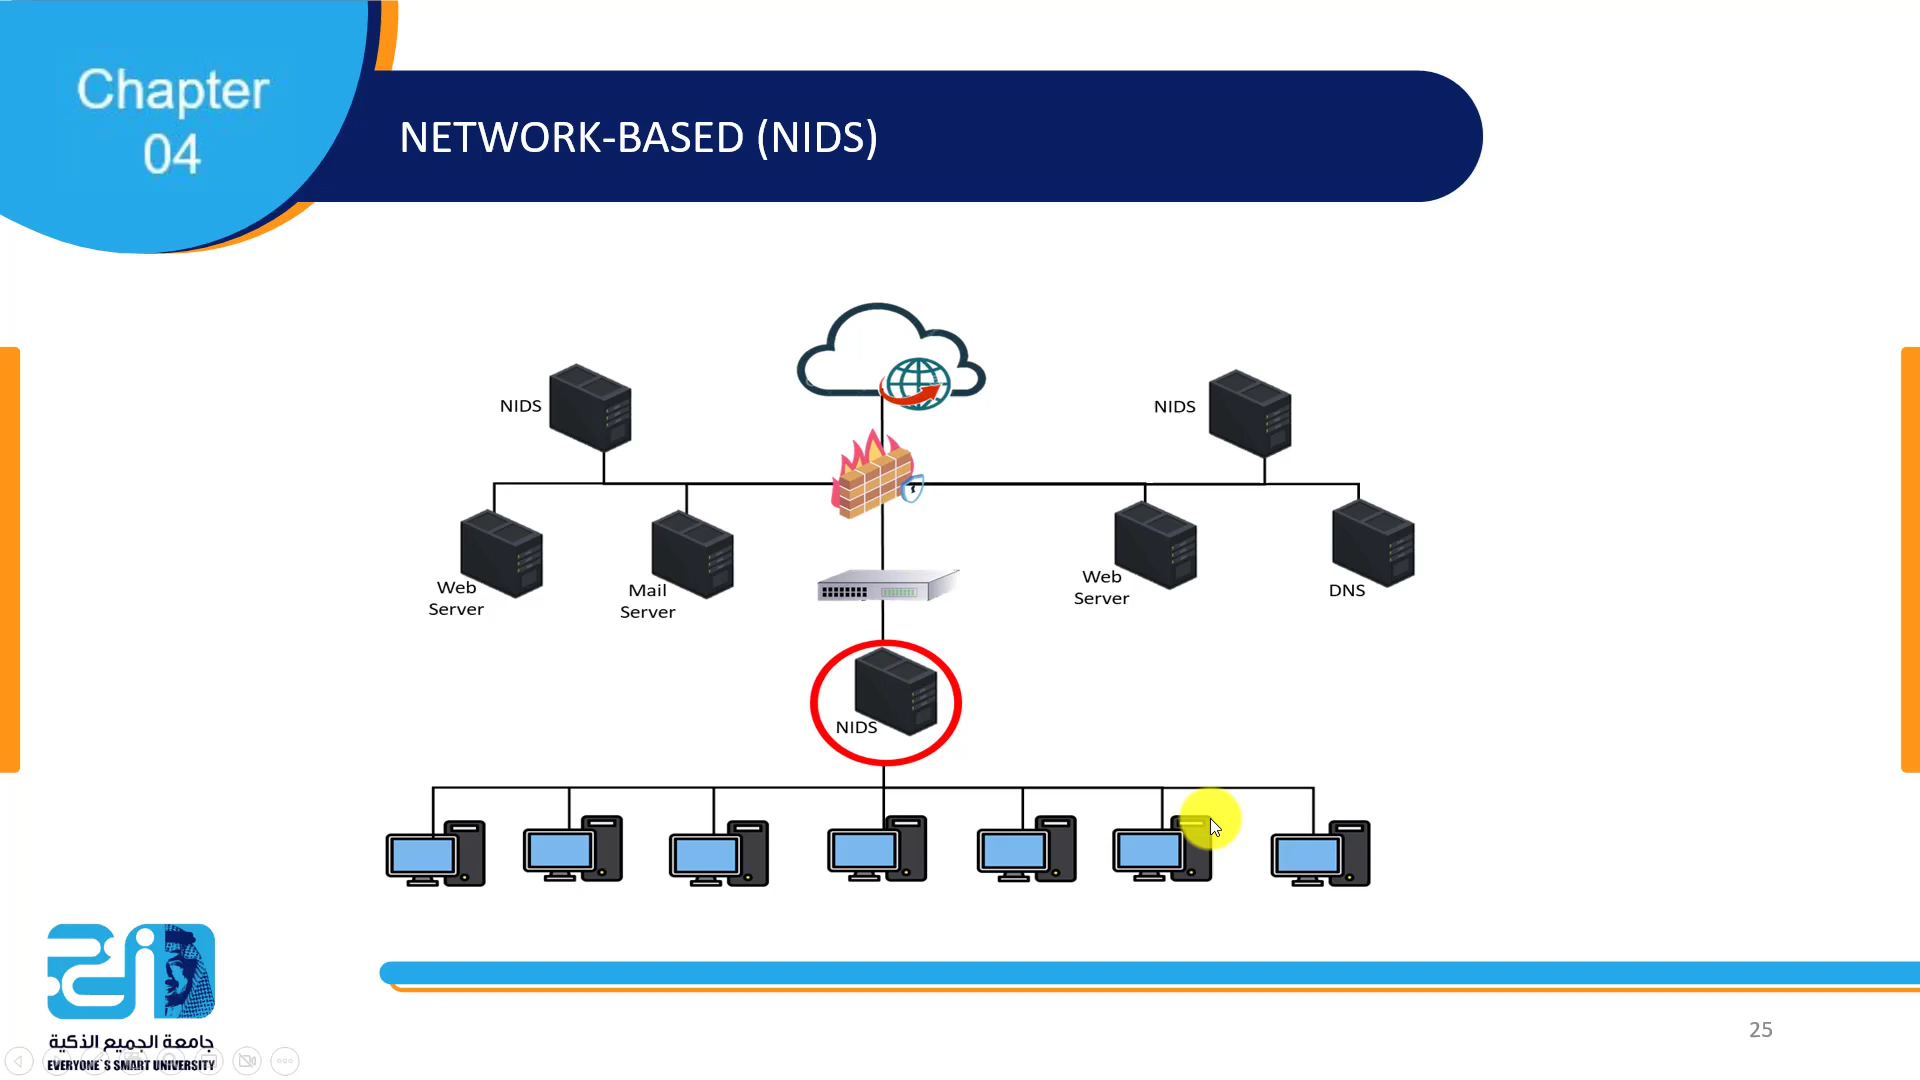 Chapter
04
NETWORK-BASED (NIDS)
NIDS
NIDS
Web
Server
Mail
Server
Web
Server
DNS
NIDS
جامعة الجميع الذكية
EVERYONE`S SMART UNIVERSITY
25